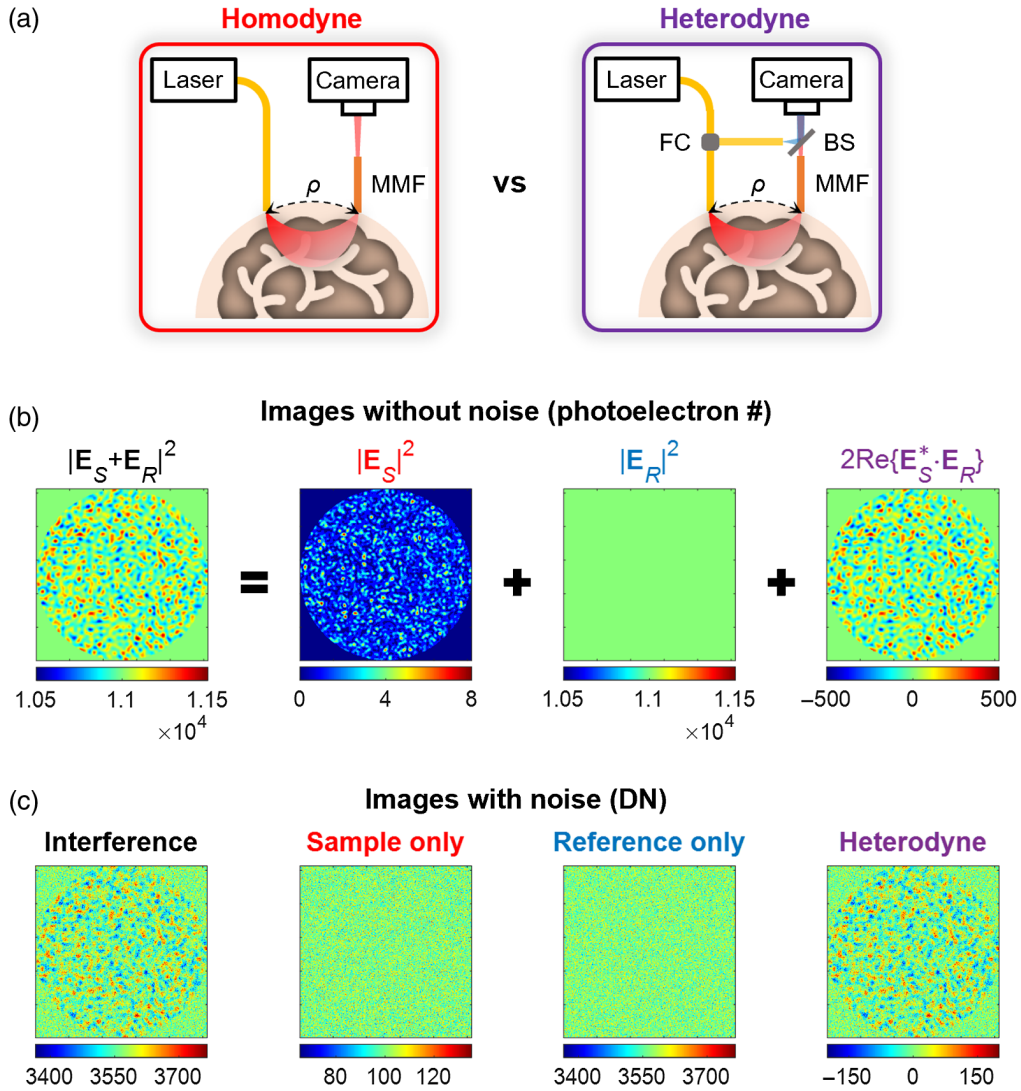 (a)
Homodyne
Heterodyne
Laser
Camera
MMF
ρ
vs
Laser
Camera
FC
BS
MMF
ρ
(b)
Images without noise (photoelectron #)
|E_S+E_R|^2
|E_S|^2
|E_R|^2
2Re{E_S^*·E_R}
=
+
+
1.05 1.1 1.15
×10^4
0 4 8
1.05 1.1 1.15
×10^4
−500 0 500
(c)
Images with noise (DN)
Interference
Sample only
Reference only
Heterodyne
3400 3550 3700
80 100 120
3400 3550 3700
−150 0 150